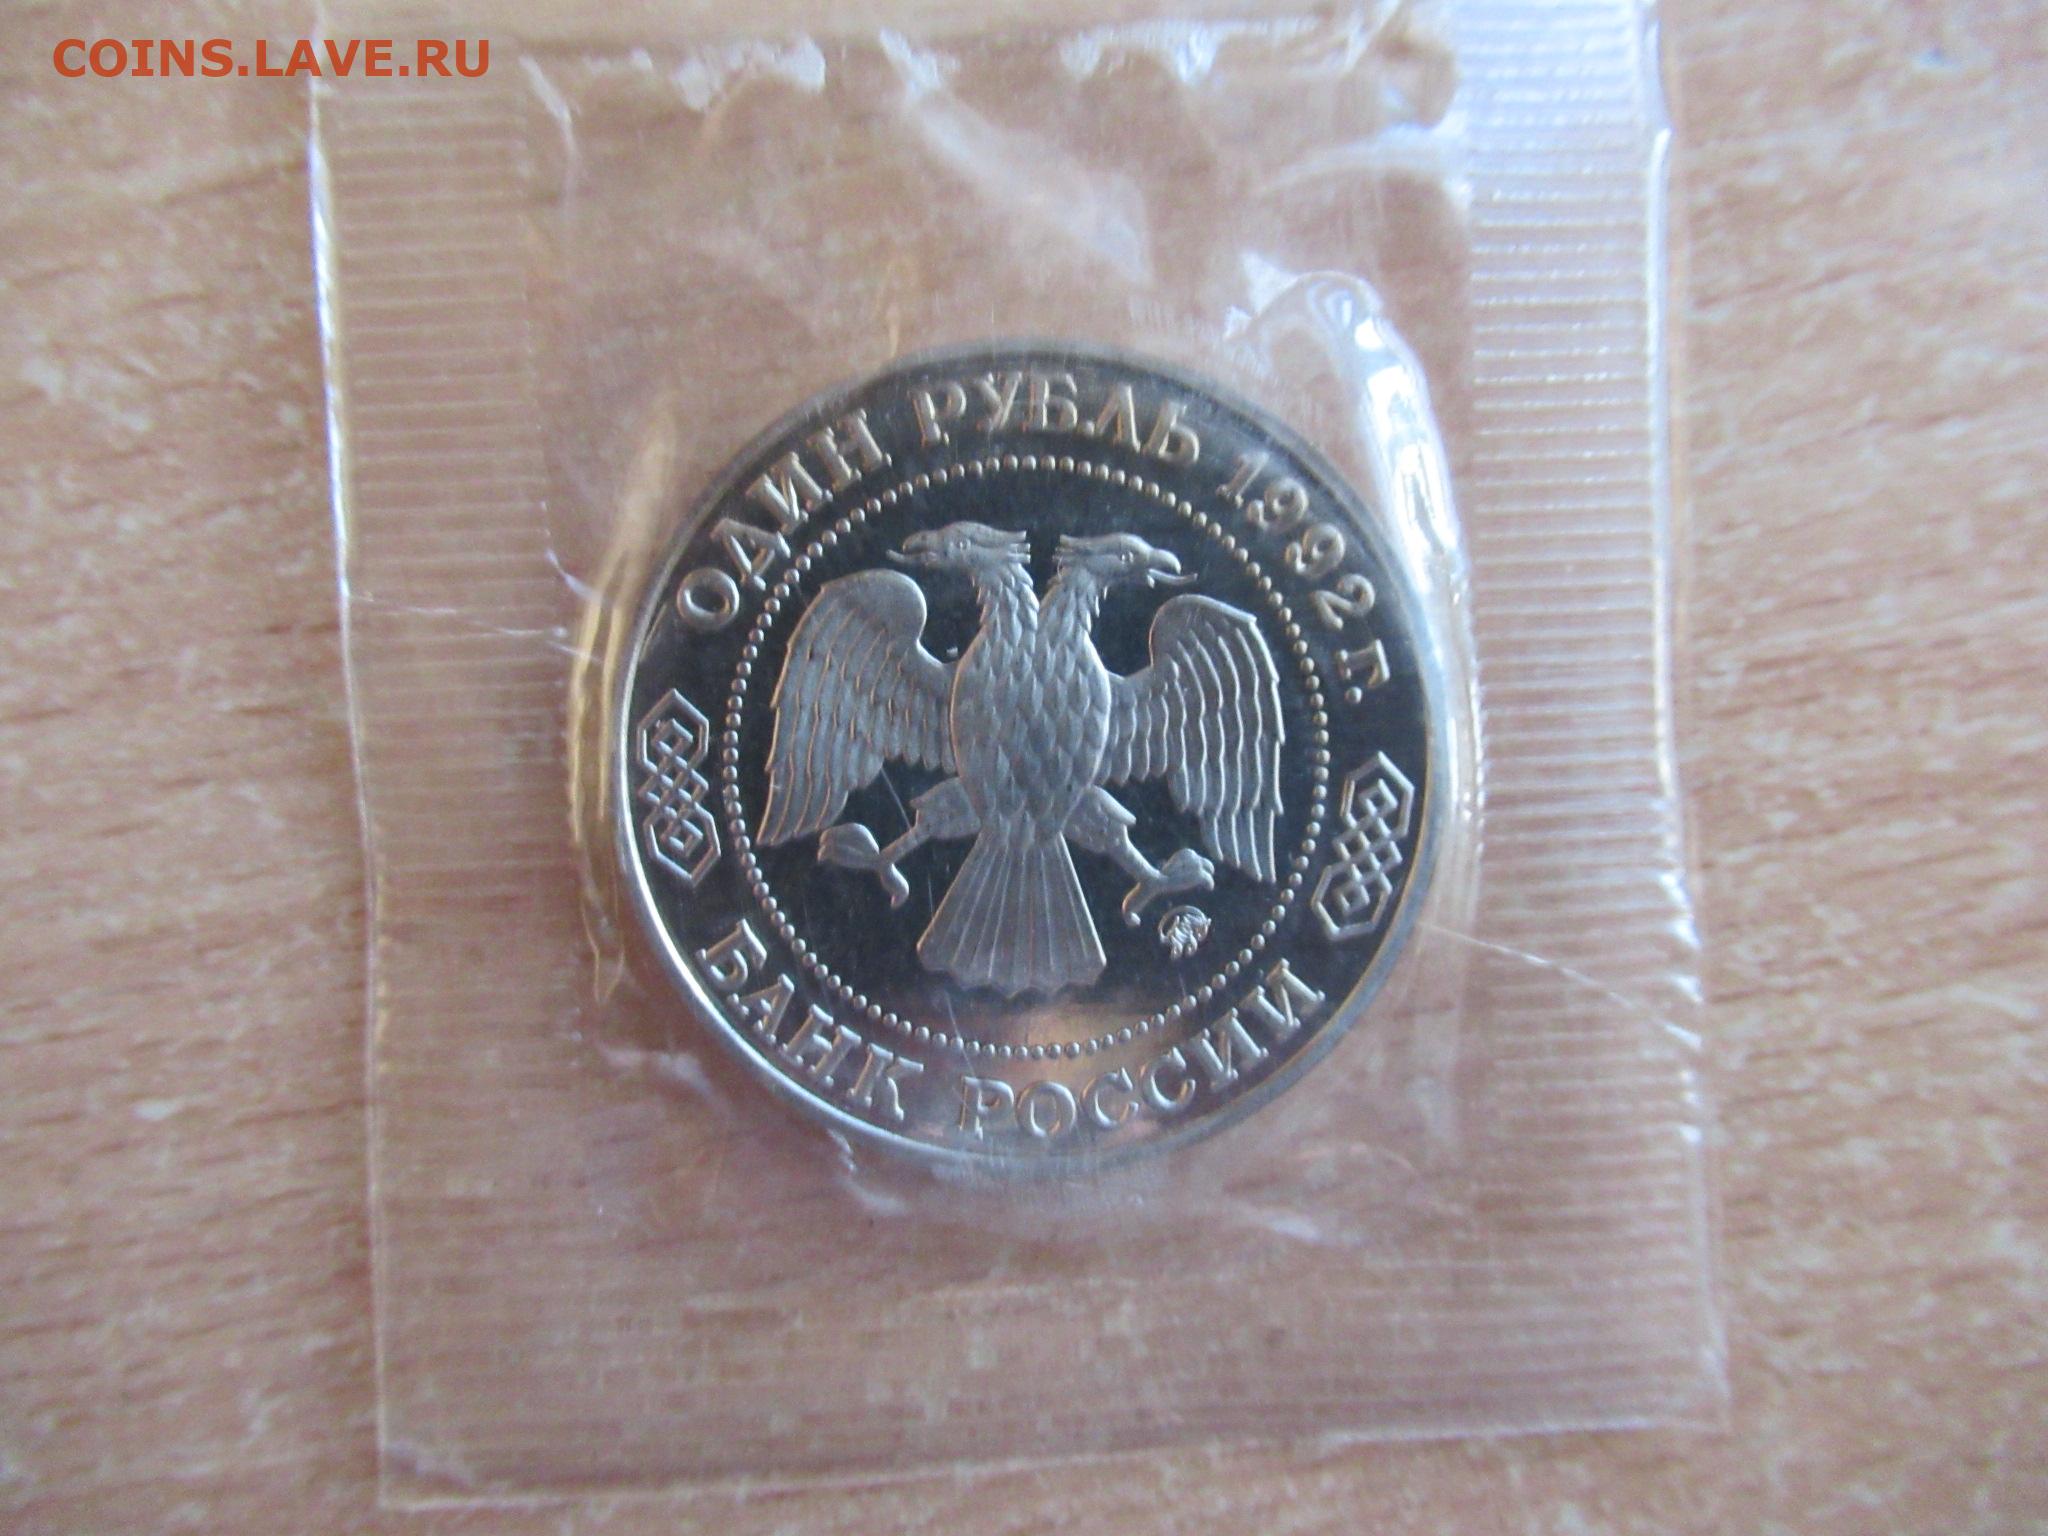 COINS.LAVE.RU
ОДИН РУБЛЬ 1992 г.
БАНК РОССИИ